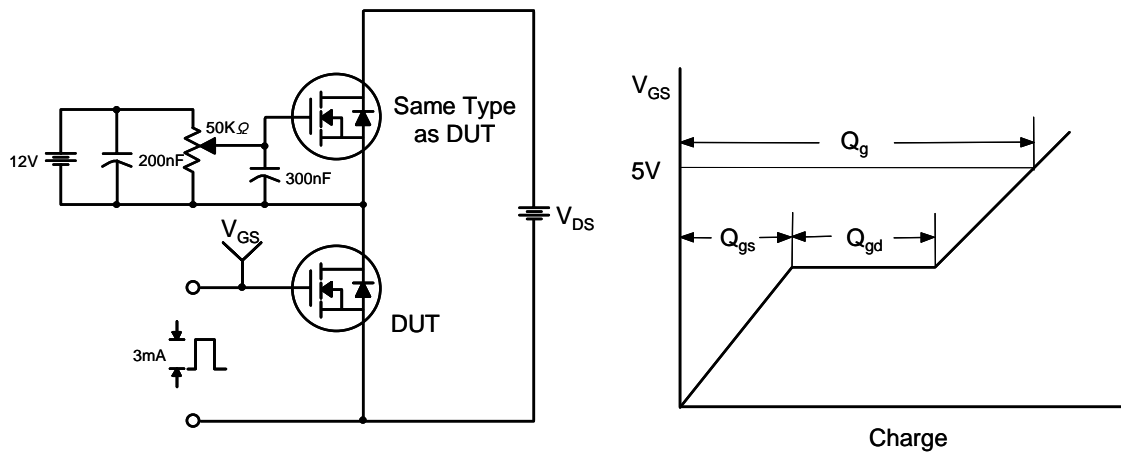 Same Type
as DUT
50KΩ
12V
200nF
300nF
V_GS
V_DS
DUT
3mA
V_GS
Q_g
5V
Q_gs
Q_gd
Charge